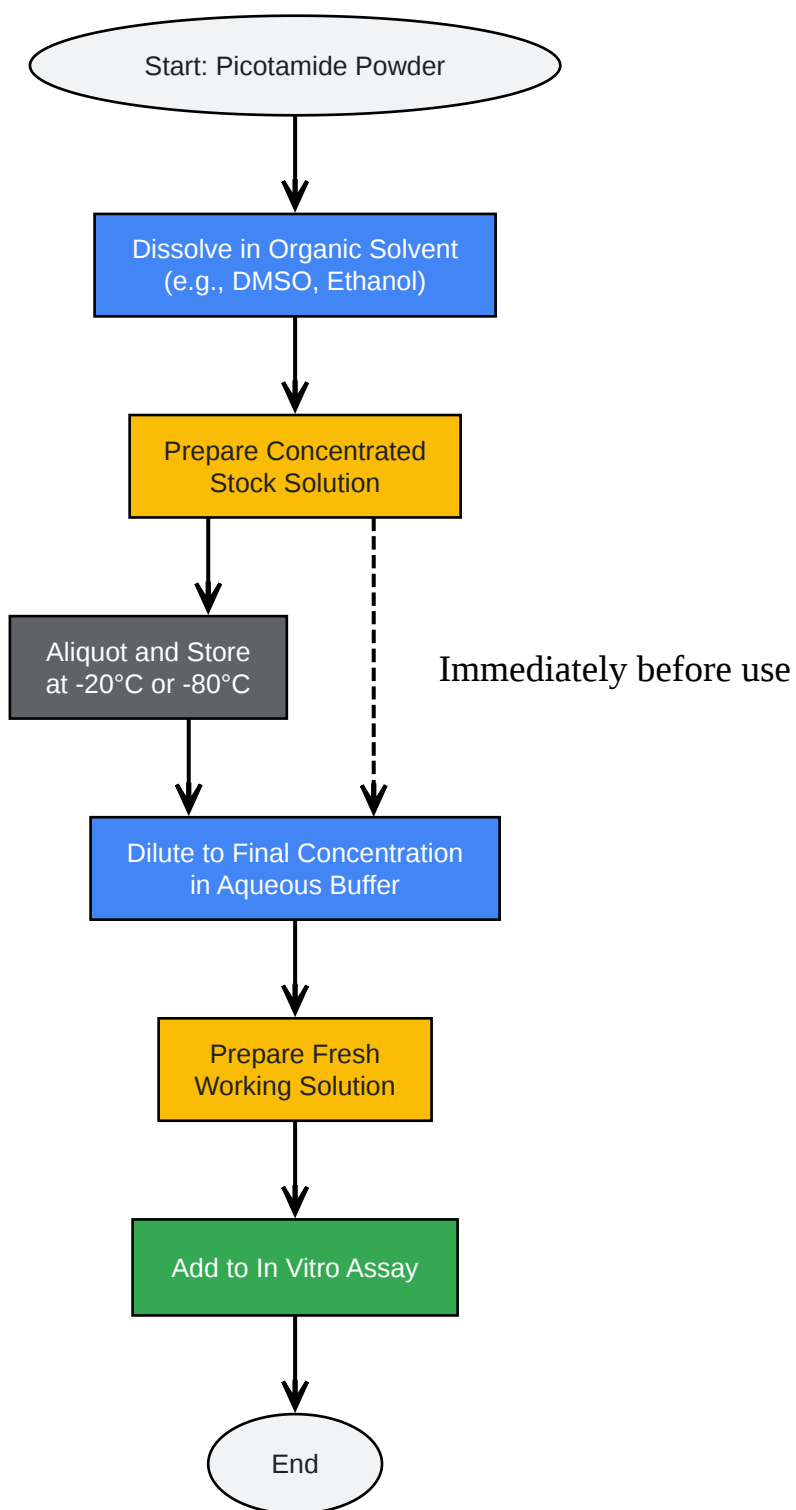 Start: Picotamide Powder
Dissolve in Organic Solvent
(e.g., DMSO, Ethanol)
Prepare Concentrated
Stock Solution
Aliquot and Store
at -20°C or -80°C
Immediately before use
Dilute to Final Concentration
in Aqueous Buffer
Prepare Fresh
Working Solution
Add to In Vitro Assay
End